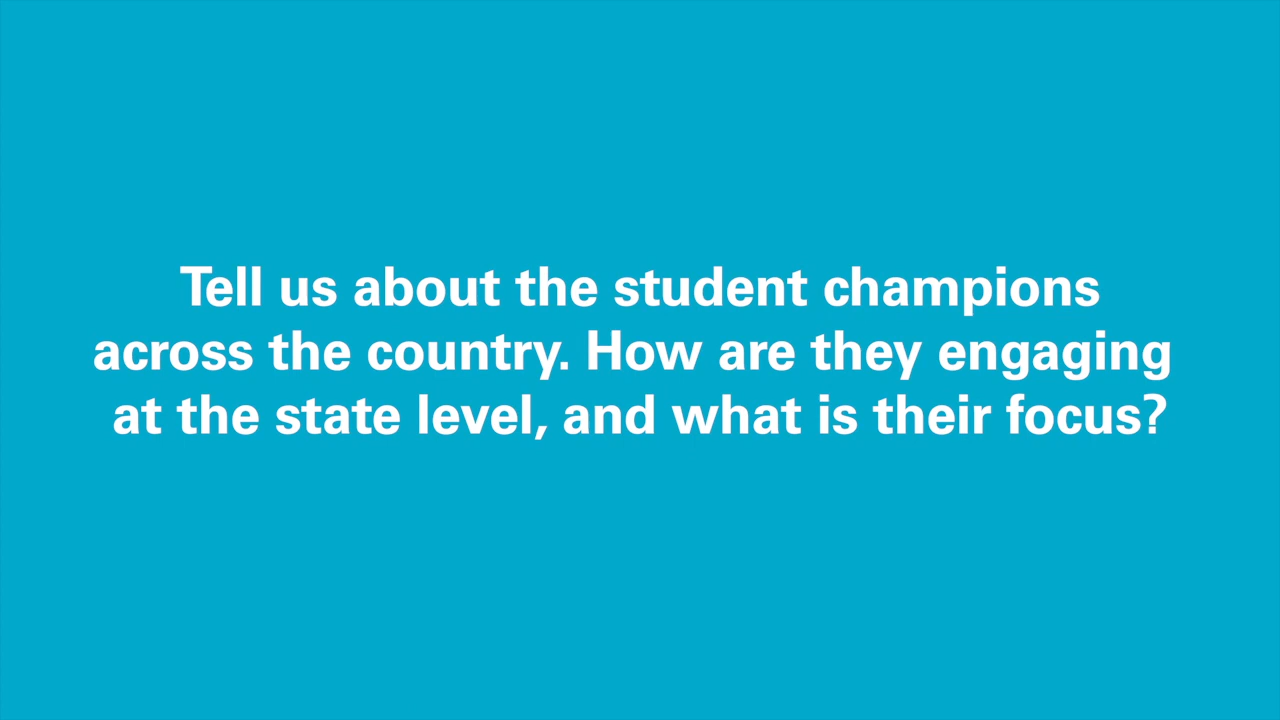 Tell us about the student champions
across the country. How are they engaging
at the state level, and what is their focus?